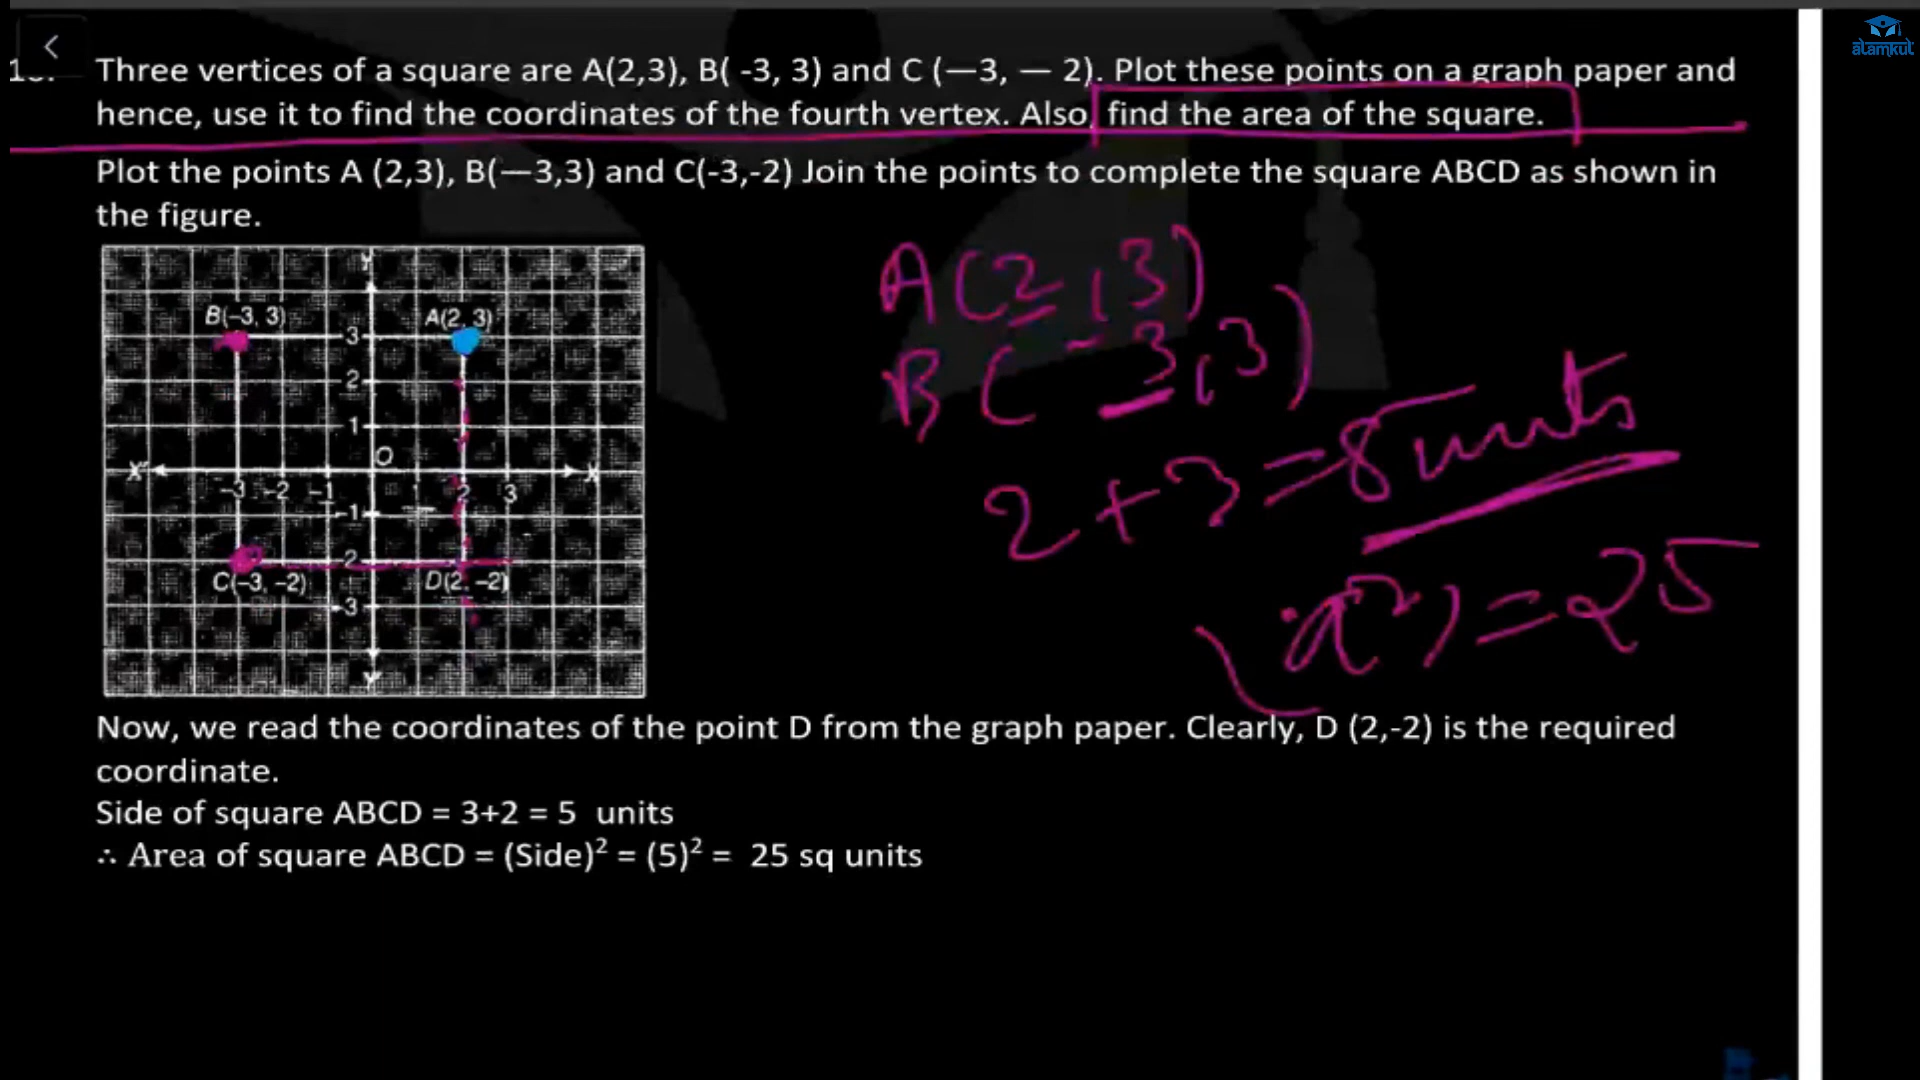 alamkut
Three vertices of a square are A(2,3), B( -3, 3) and C (—3, — 2). Plot these points on a graph paper and
hence, use it to find the coordinates of the fourth vertex. Also, find the area of the square.
Plot the points A (2,3), B(—3,3) and C(-3,-2) Join the points to complete the square ABCD as shown in
the figure.
Y
B(–3, 3) A(2, 3)
3
2
1
O
X' X
–3 –2 –1 1 2 3
–1
–2
C(–3, –2) D(2, –2)
–3
A(2,3)
B(-3,3)
2+3=5units
(a²)=25
Now, we read the coordinates of the point D from the graph paper. Clearly, D (2,-2) is the required
coordinate.
Side of square ABCD = 3+2 = 5 units
∴ Area of square ABCD = (Side)² = (5)² = 25 sq units